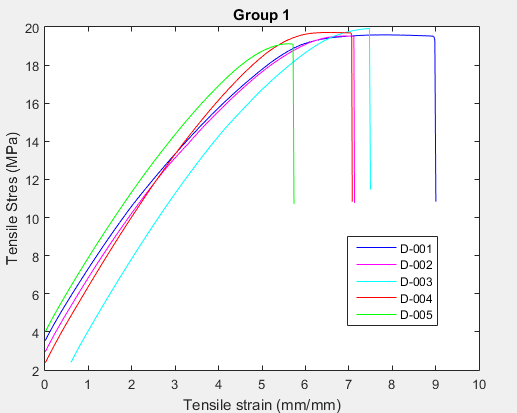 Group 1
Tensile Stres (MPa)
20
18
16
14
12
10
8
6
4
2
D-001
D-002
D-003
D-004
D-005
0 1 2 3 4 5 6 7 8 9 10
Tensile strain (mm/mm)